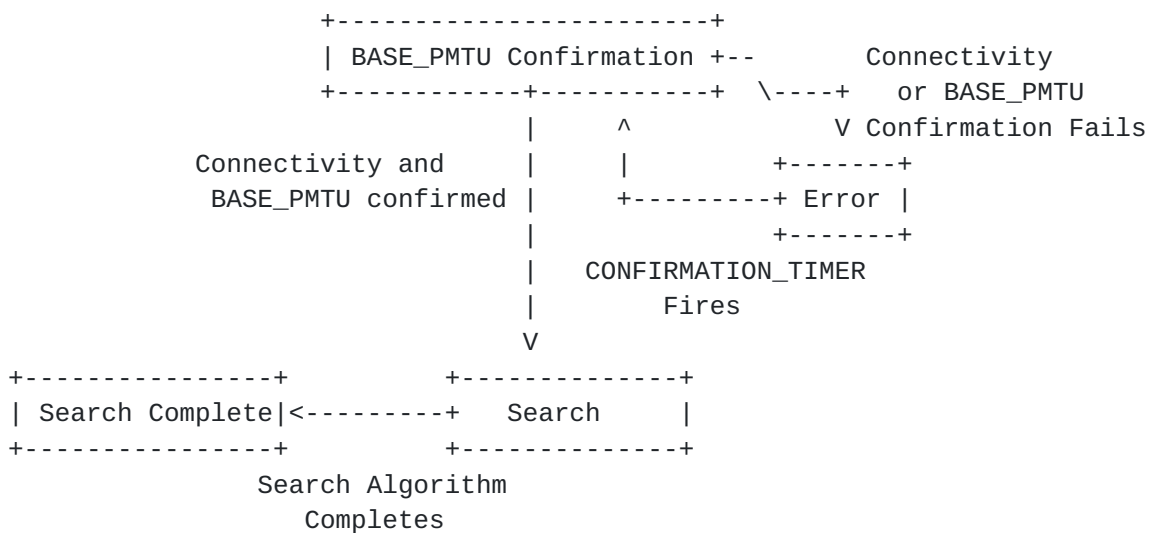 BASE_PMTU Confirmation
Connectivity
or BASE_PMTU
Confirmation Fails
Connectivity and
BASE_PMTU confirmed
Error
CONFIRMATION_TIMER
Fires
Search Complete
Search
Search Algorithm
Completes